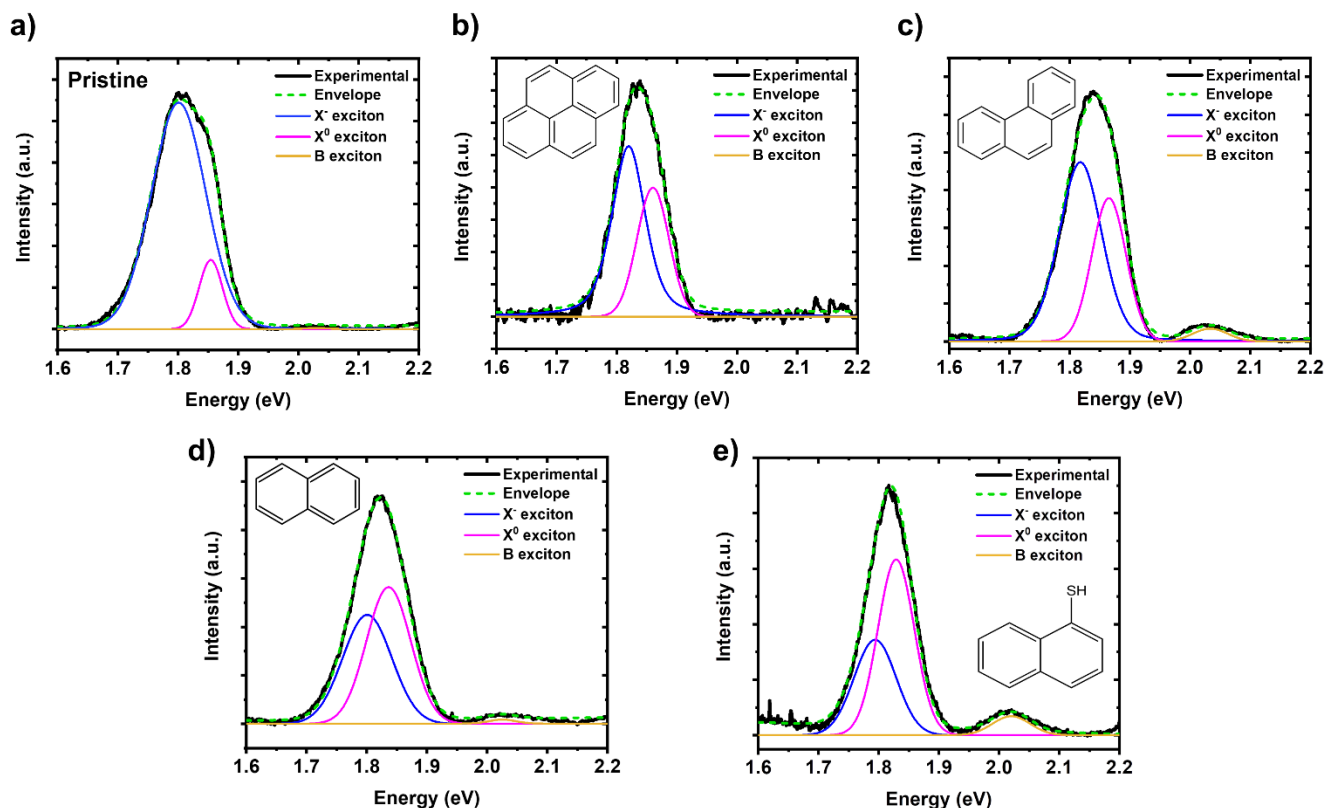 a)
Pristine
Experimental
Envelope
X⁻ exciton
X⁰ exciton
B exciton
Intensity (a.u.)
1.6 1.7 1.8 1.9 2.0 2.1 2.2
Energy (eV)
b)
Experimental
Envelope
X⁻ exciton
X⁰ exciton
B exciton
Intensity (a.u.)
1.6 1.7 1.8 1.9 2.0 2.1 2.2
Energy (eV)
c)
Experimental
Envelope
X⁻ exciton
X⁰ exciton
B exciton
Intensity (a.u.)
1.6 1.7 1.8 1.9 2.0 2.1 2.2
Energy (eV)
d)
Experimental
Envelope
X⁻ exciton
X⁰ exciton
B exciton
Intensity (a.u.)
1.6 1.7 1.8 1.9 2.0 2.1 2.2
Energy (eV)
e)
Experimental
Envelope
X⁻ exciton
X⁰ exciton
B exciton
SH
Intensity (a.u.)
1.6 1.7 1.8 1.9 2.0 2.1 2.2
Energy (eV)